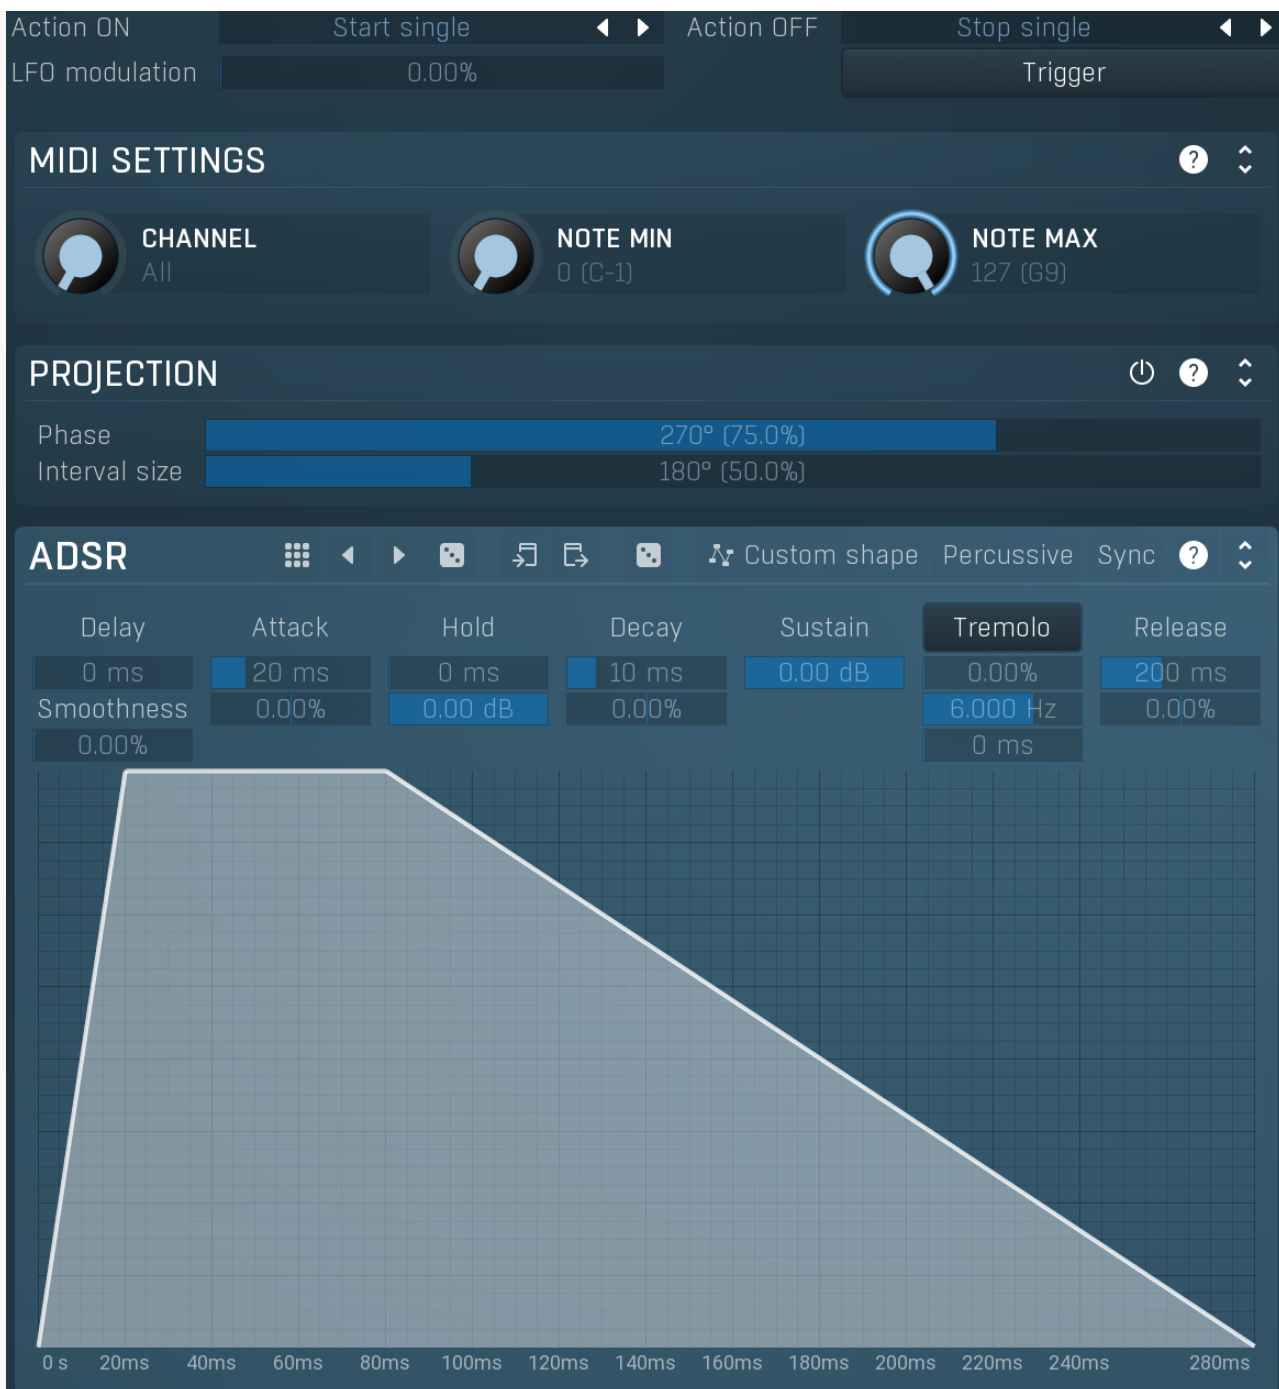 Action ON Start single Action OFF Stop single
LFO modulation 0.00% Trigger
MIDI SETTINGS ?
CHANNEL NOTE MIN NOTE MAX
All 0 (C-1) 127 (G9)
PROJECTION ?
Phase 270° (75.0%)
Interval size 180° (50.0%)
ADSR Custom shape Percussive Sync ?
Delay Attack Hold Decay Sustain Tremolo Release
0 ms 20 ms 0 ms 10 ms 0.00 dB 0.00% 200 ms
Smoothness 0.00% 0.00 dB 0.00% 6.000 Hz 0.00%
0.00% 0 ms
0 s 20ms 40ms 60ms 80ms 100ms 120ms 140ms 160ms 180ms 200ms 220ms 240ms 280ms